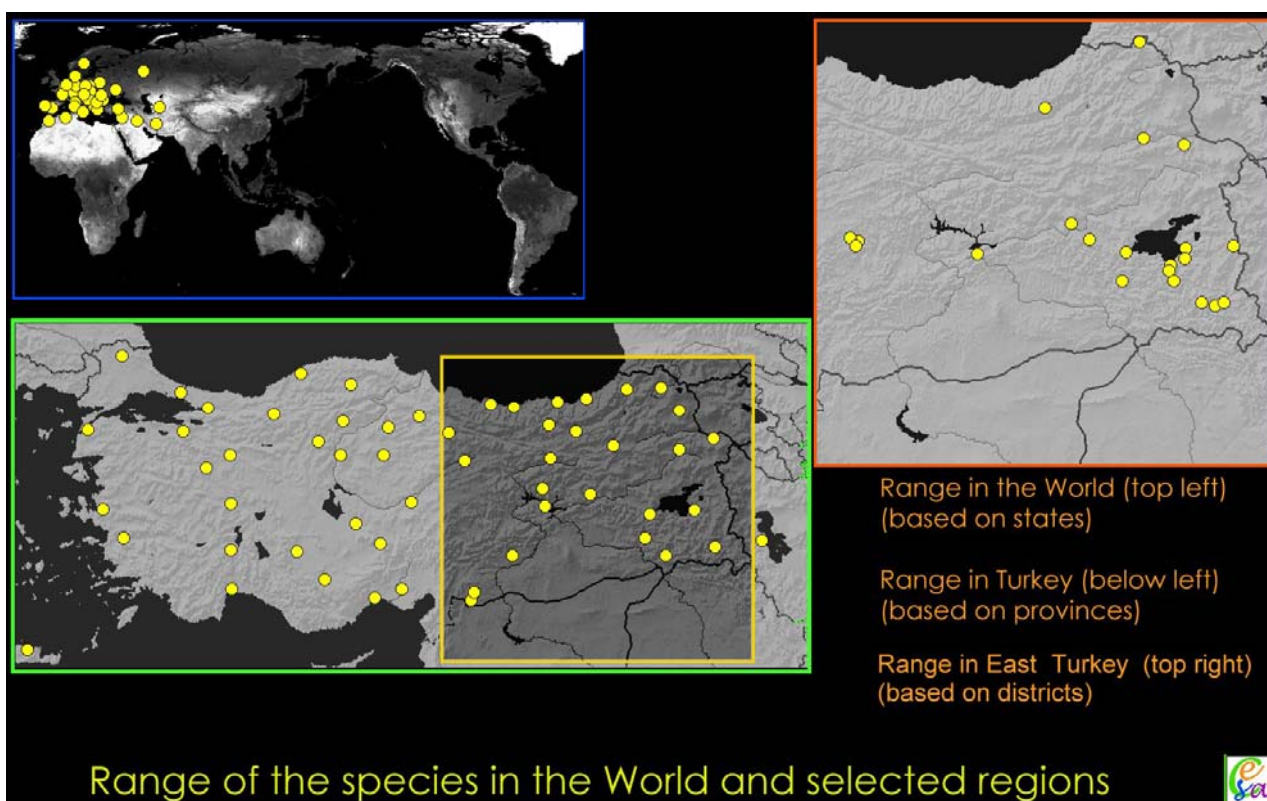 Range in the World (top left)
(based on states)
Range in Turkey (below left)
(based on provinces)
Range in East Turkey (top right)
(based on districts)
Range of the species in the World and selected regions